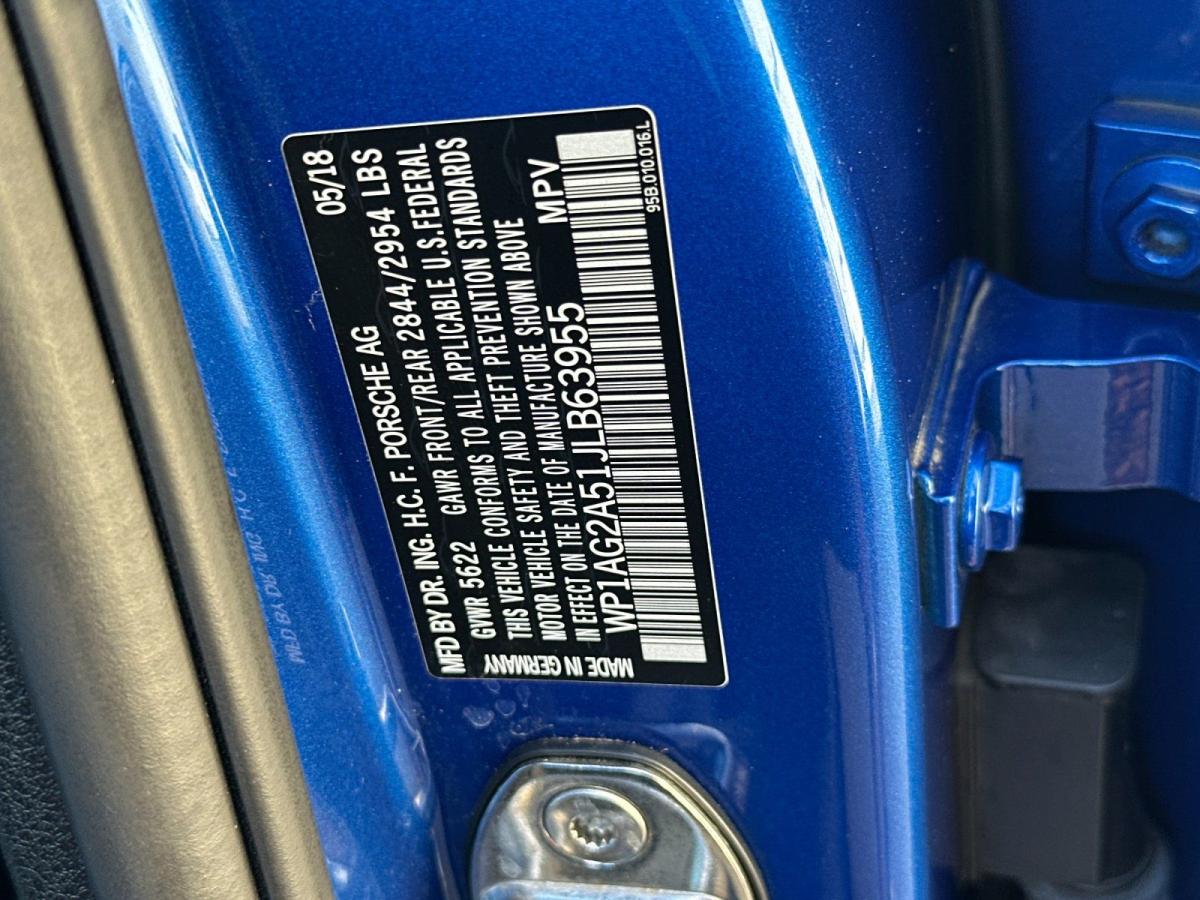 MFD BY DR. ING. H.C. F. PORSCHE AG 05/18
GVWR 5622 GAWR FRONT/REAR 2844/2954 LBS
THIS VEHICLE CONFORMS TO ALL APPLICABLE U.S.FEDERAL
MOTOR VEHICLE SAFETY AND THEFT PREVENTION STANDARDS
IN EFFECT ON THE DATE OF MANUFACTURE SHOWN ABOVE
MADE IN GERMANY WP1AG2A51JLB63955 MPV
95B.010.016.L